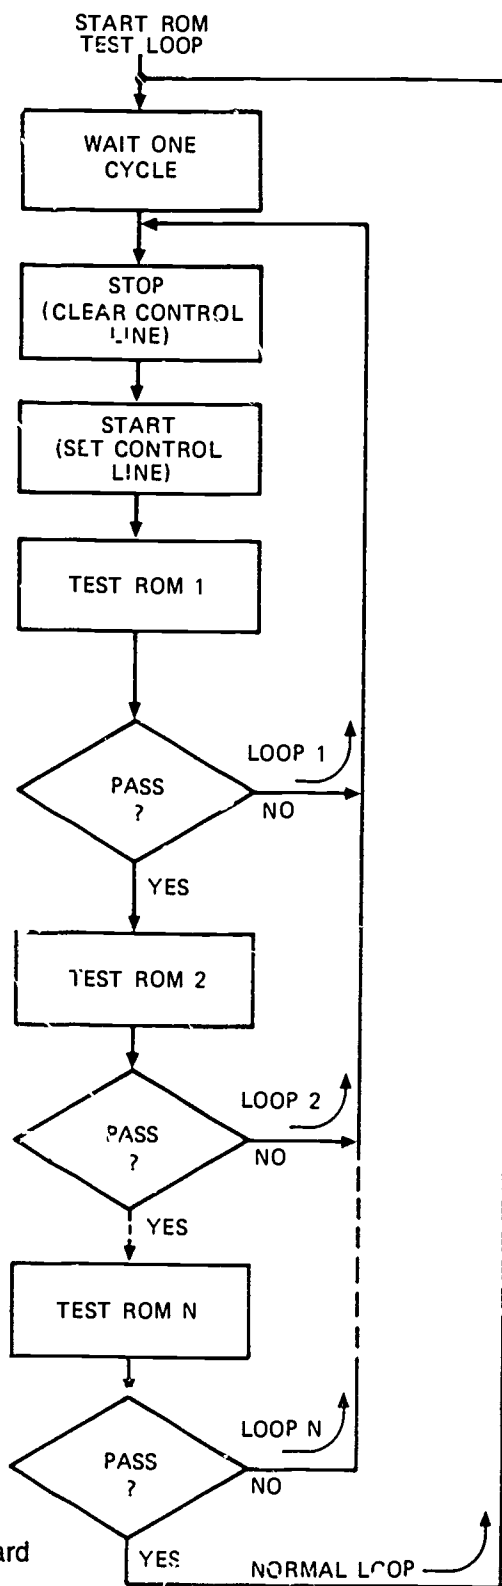 START ROM
TEST LOOP
WAIT ONE
CYCLE
STOP
(CLEAR CONTROL
LINE)
START
(SET CONTROL
LINE)
TEST ROM 1
LOOP 1
PASS
?
NO
YES
TEST ROM 2
LOOP 2
PASS
?
NO
YES
TEST ROM N
LOOP N
PASS
?
NO
YES
NORMAL LOOP
ard